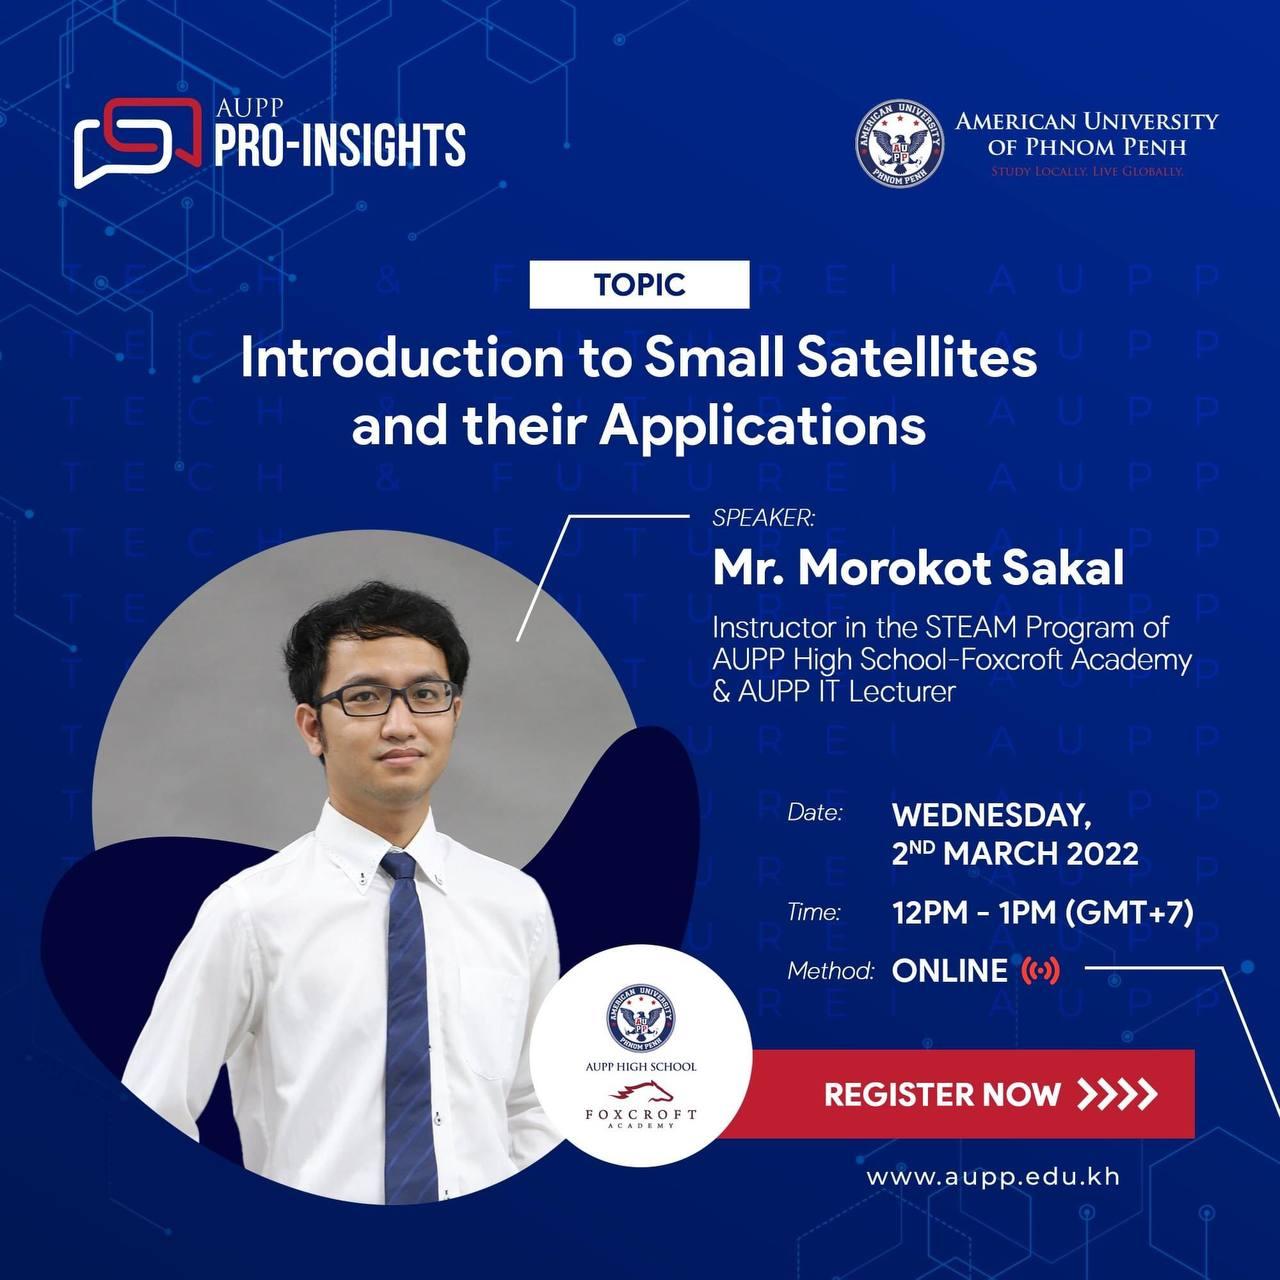 AUPP
PRO-INSIGHTS
AMERICAN UNIVERSITY
OF PHNOM PENH
STUDY LOCALLY. LIVE GLOBALLY.
AMERICAN UNIVERSITY
AUPP
PHNOM PENH
TOPIC
Introduction to Small Satellites
and their Applications
TECH & FUTURE | AUPP
SPEAKER:
Mr. Morokot Sakal
Instructor in the STEAM Program of
AUPP High School-Foxcroft Academy
& AUPP IT Lecturer
Date: WEDNESDAY,
2ND MARCH 2022
Time: 12PM - 1PM (GMT+7)
Method: ONLINE
AMERICAN UNIVERSITY
AUPP
PHNOM PENH
AUPP HIGH SCHOOL
FOXCROFT
ACADEMY
REGISTER NOW
www.aupp.edu.kh